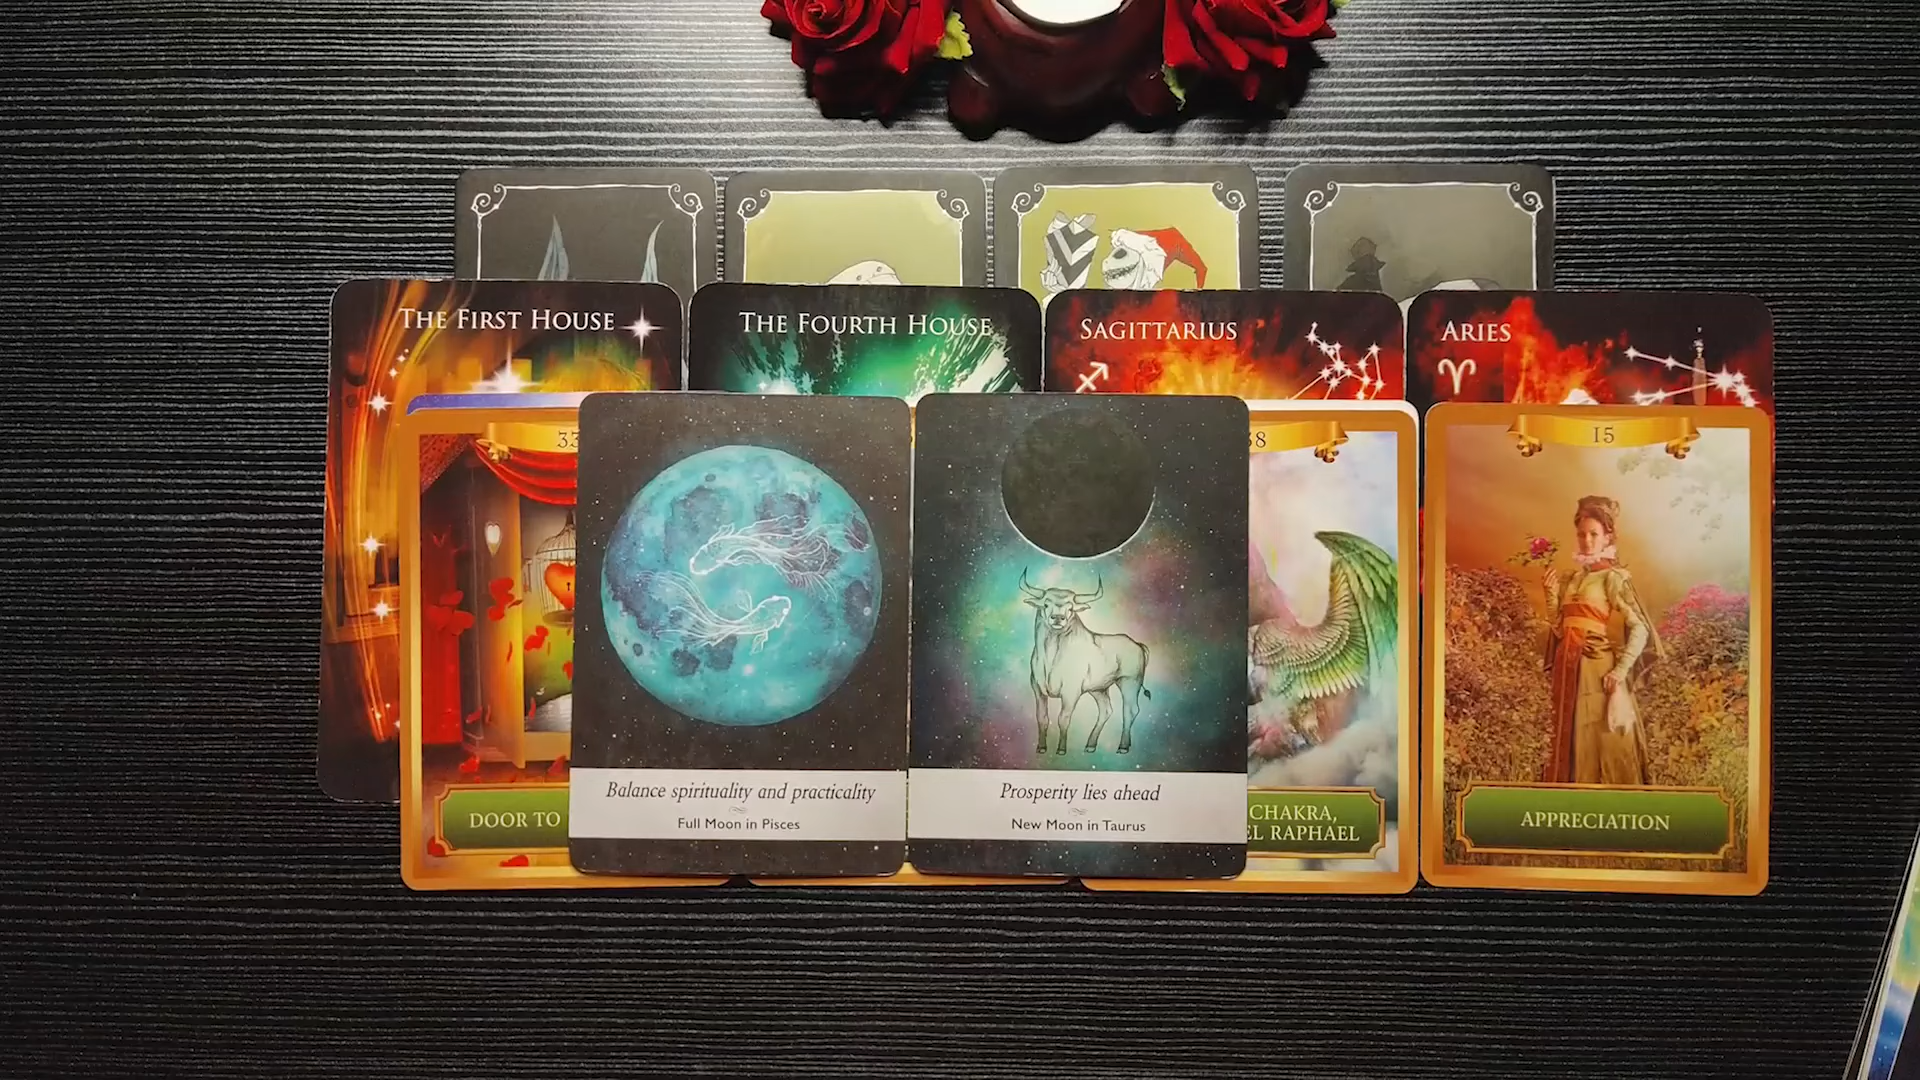 THE FIRST HOUSE
THE FOURTH HOUSE
SAGITTARIUS
ARIES
33
38
15
DOOR TO
Balance spirituality and practicality
Full Moon in Pisces
Prosperity lies ahead
New Moon in Taurus
CHAKRA,
EL RAPHAEL
APPRECIATION